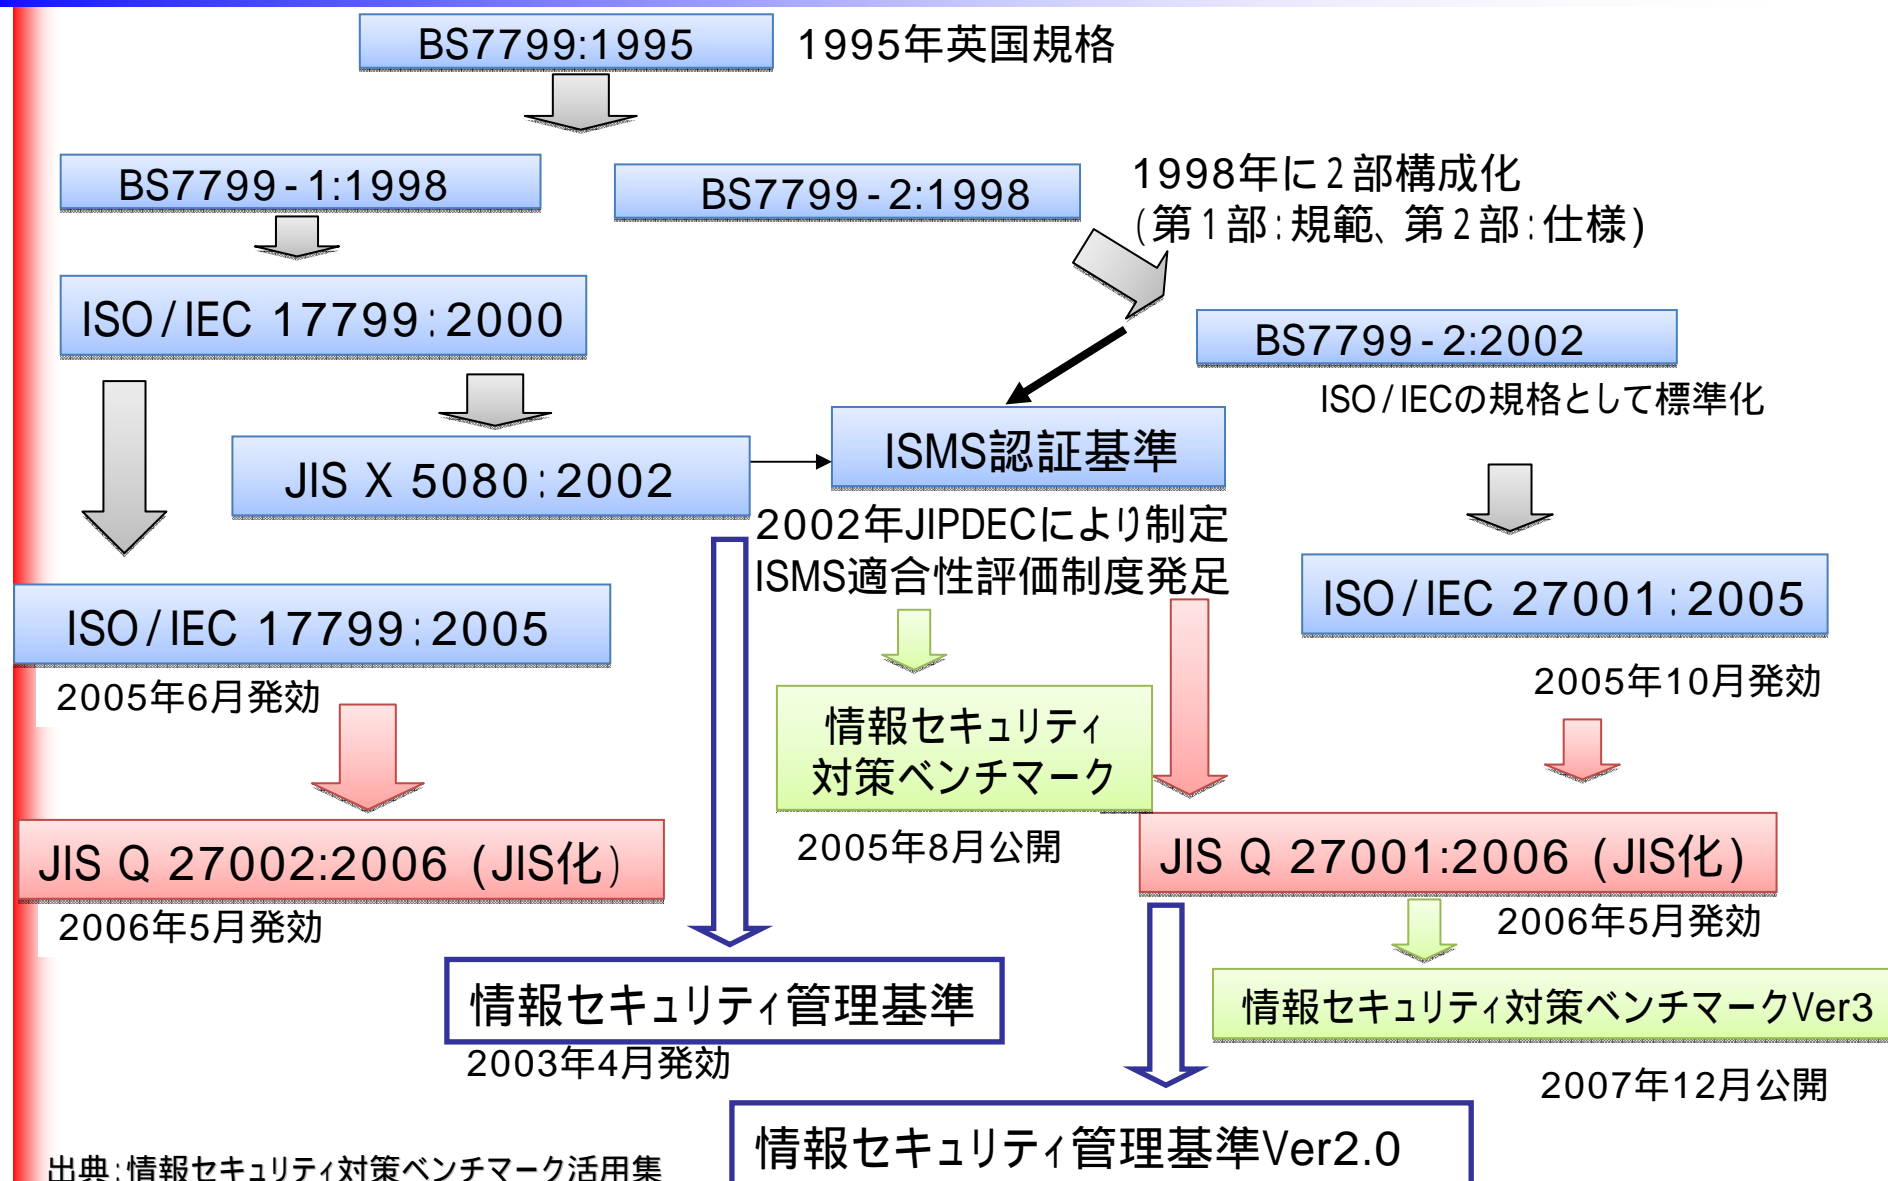 BS7799:1995
1995年英国規格
BS7799-1:1998
BS7799-2:1998
1998年に2部構成化
(第1部:規範、第2部:仕様)
ISO/IEC 17799:2000
BS7799-2:2002
ISO/IECの規格として標準化
JIS X 5080:2002
ISMS認証基準
2002年JIPDECにより制定
ISMS適合性評価制度発足
ISO/IEC 27001:2005
ISO/IEC 17799:2005
2005年6月発効
2005年10月発効
情報セキュリティ
対策ベンチマーク
2005年8月公開
JIS Q 27002:2006 (JIS化)
2006年5月発効
JIS Q 27001:2006 (JIS化)
2006年5月発効
情報セキュリティ管理基準
2003年4月発効
情報セキュリティ対策ベンチマークVer3
2007年12月公開
情報セキュリティ管理基準Ver2.0
出典:情報セキュリティ対策ベンチマーク活用集